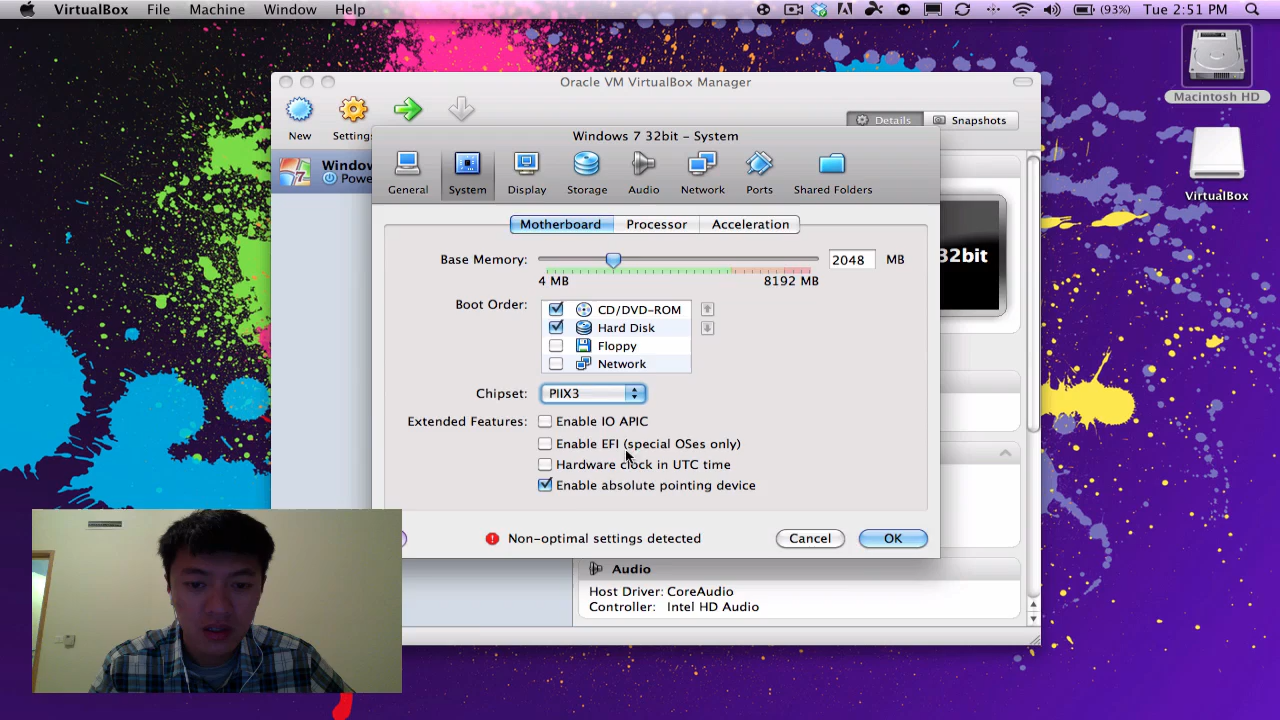 VirtualBox File Machine Window Help (93%) Tue 2:51 PM
Oracle VM VirtualBox Manager
New Setting Details Snapshots
Macintosh HD
Windows 7 32bit – System
Window
Powe
General System Display Storage Audio Network Ports Shared Folders
VirtualBox
Motherboard Processor Acceleration
32bit
Base Memory: 2048 MB
4 MB 8192 MB
Boot Order: CD/DVD-ROM
Hard Disk
Floppy
Network
Chipset: PIIX3
Extended Features: Enable IO APIC
Enable EFI (special OSes only)
Hardware clock in UTC time
Enable absolute pointing device
Non-optimal settings detected Cancel OK
Audio
Host Driver: CoreAudio
Controller: Intel HD Audio